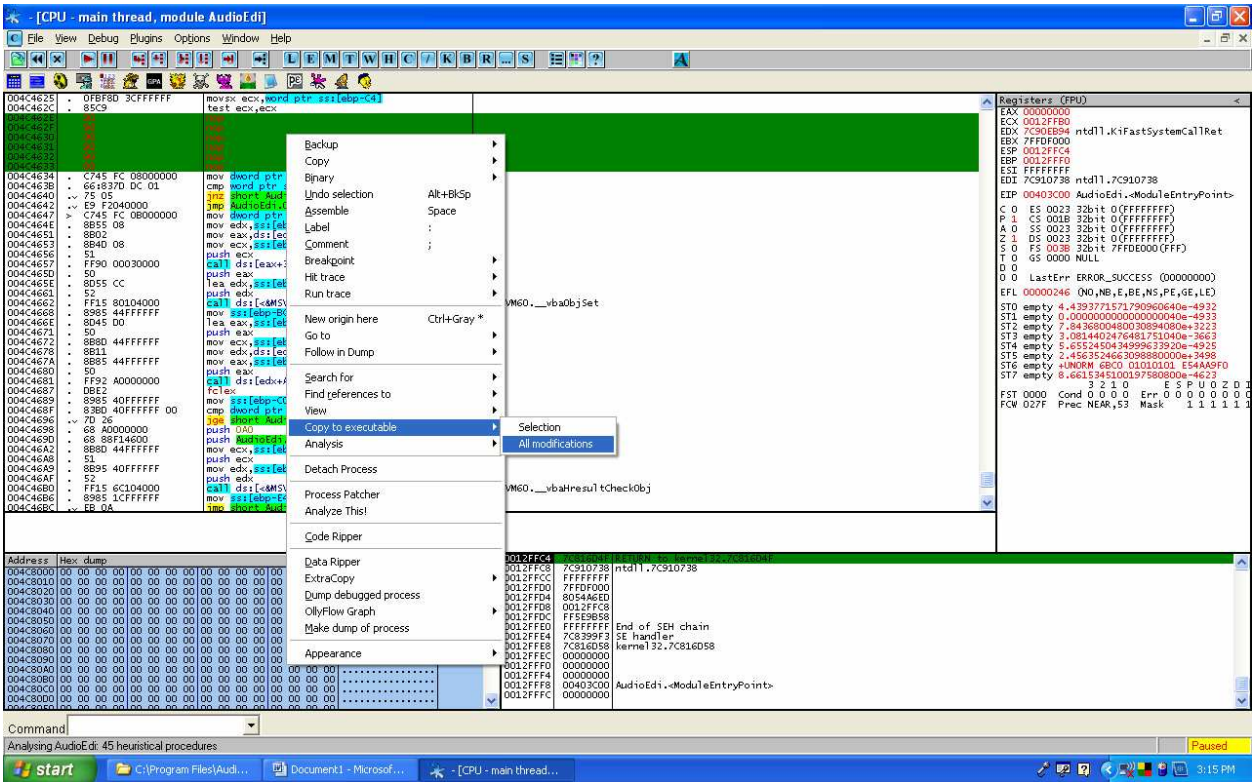 - [CPU - main thread, module AudioEdi]
C File View Debug Plugins Options Window Help
L E M T W H C / K B R ... S ?
004C4625 . 0FBF8D 3CFFFFFF movsx ecx,word ptr ss:[ebp-C4]
004C462C . 85C9 test ecx,ecx
004C462E 90 nop
004C462F 90 nop
004C4630 90 nop
004C4631 90 nop
004C4632 90 nop
004C4633 90 nop
004C4634 . C745 FC 08000000 mov dword ptr
004C463B . 66:837D DC 01 cmp word ptr
004C4640 .v 75 05 jnz short Aud
004C4642 .v E9 F2040000 jmp AudioEdi.
004C4647 > C745 FC 0B000000 mov dword ptr
004C464E . 8B55 08 mov edx,ss:[eb
004C4651 . 8B02 mov eax,ds:[ed
004C4653 . 8B4D 08 mov ecx,ss:[eb
004C4656 . 51 push ecx
004C4657 . FF90 00030000 call ds:[eax+3
004C465D . 50 push eax
004C465E . 8D55 CC lea edx,ss:[eb
004C4661 . 52 push edx
004C4662 . FF15 80104000 call ds:[<&MSV VM60.__vbaObjSet
004C4668 . 8985 44FFFFFF mov ss:[ebp-BC
004C466E . 8D45 D0 lea eax,ss:[eb
004C4671 . 50 push eax
004C4672 . 8B8D 44FFFFFF mov ecx,ss:[eb
004C4678 . 8B11 mov edx,ds:[ec
004C467A . 8B85 44FFFFFF mov eax,ss:[eb
004C4680 . 50 push eax
004C4681 . FF92 A0000000 call ds:[edx+A
004C4687 . DBE2 fclex
004C4689 . 8985 40FFFFFF mov ss:[ebp-C0
004C468F . 83BD 40FFFFFF 00 cmp dword ptr
004C4696 .v 7D 26 jge short Aud
004C4698 . 68 A0000000 push 0A0
004C469D . 68 88F14600 push AudioEdi.
004C46A2 . 8B8D 44FFFFFF mov ecx,ss:[eb
004C46A8 . 51 push ecx
004C46A9 . 8B95 40FFFFFF mov edx,ss:[eb
004C46AF . 52 push edx
004C46B0 . FF15 6C104000 call ds:[<&MSV VM60.__vbaHresultCheckObj
004C46B6 . 8985 1CFFFFFF mov ss:[ebp-E4
004C46BC .v EB 0A jmp short Aud
Backup
Copy
Binary
Undo selection Alt+BkSp
Assemble Space
Label :
Comment ;
Breakpoint
Hit trace
Run trace
New origin here Ctrl+Gray *
Go to
Follow in Dump
Search for
Find references to
View
Copy to executable
Analysis
Detach Process
Process Patcher
Analyze This!
Code Ripper
Data Ripper
ExtraCopy
Dump debugged process
OllyFlow Graph
Make dump of process
Appearance
Selection
All modifications
Registers (FPU) <
EAX 00000000
ECX 0012FFB0
EDX 7C90EB94 ntdll.KiFastSystemCallRet
EBX 7FFDF000
ESP 0012FFC4
EBP 0012FFF0
ESI FFFFFFFF
EDI 7C910738 ntdll.7C910738
EIP 00403C00 AudioEdi.<ModuleEntryPoint>
C 0 ES 0023 32bit 0(FFFFFFFF)
P 1 CS 001B 32bit 0(FFFFFFFF)
A 0 SS 0023 32bit 0(FFFFFFFF)
Z 1 DS 0023 32bit 0(FFFFFFFF)
S 0 FS 003B 32bit 7FFDE000(FFF)
T 0 GS 0000 NULL
D 0
O 0 LastErr ERROR_SUCCESS (00000000)
EFL 00000246 (NO,NB,E,BE,NS,PE,GE,LE)
ST0 empty 4.4393771571790960640e-4932
ST1 empty 0.0000000000000000040e-4933
ST2 empty 7.8436800480030894080e+3223
ST3 empty 3.0814402476481751040e-3663
ST4 empty 5.6552450434999633920e-4925
ST5 empty 2.4563524663098880000e+3498
ST6 empty +UNORM 6BC0 01010101 E54AA9F0
ST7 empty 8.6615345100197580800e-4623
3 2 1 0 E S P U O Z D I
FST 0000 Cond 0 0 0 0 Err 0 0 0 0 0 0 0 0
FCW 027F Prec NEAR,53 Mask 1 1 1 1 1 1
Address Hex dump
004C8000 00 00 00 00 00 00 00 00 00
004C8010 00 00 00 00 00 00 00 00 00
004C8020 00 00 00 00 00 00 00 00 00
004C8030 00 00 00 00 00 00 00 00 00
004C8040 00 00 00 00 00 00 00 00 00
004C8050 00 00 00 00 00 00 00 00 00
004C8060 00 00 00 00 00 00 00 00 00
004C8070 00 00 00 00 00 00 00 00 00
004C8080 00 00 00 00 00 00 00 00 00
004C8090 00 00 00 00 00 00 00 00 00
004C80A0 00 00 00 00 00 00 00 00 00 00 00 00 ................
004C80B0 00 00 00 00 00 00 00 00 00 00 00 00 00 00 00 00 ................
004C80C0 00 00 00 00 00 00 00 00 00 00 00 00 00 00 00 00 ................
004C80D0 00 00 00 00 00 00 00 00 00 00 00 00 00 00 00 00 ................
0012FFC4 7C816D4F RETURN to kernel32.7C816D4F
0012FFC8 7C910738 ntdll.7C910738
0012FFCC FFFFFFFF
0012FFD0 7FFDF000
0012FFD4 8054A6ED
0012FFD8 0012FFC8
0012FFDC FF5E9B58
0012FFE0 FFFFFFFF End of SEH chain
0012FFE4 7C8399F3 SE handler
0012FFE8 7C816D58 kernel32.7C816D58
0012FFEC 00000000
0012FFF0 00000000
0012FFF4 00000000
0012FFF8 00403C00 AudioEdi.<ModuleEntryPoint>
0012FFFC 00000000
Command
Analysing AudioEdi: 45 heuristical procedures Paused
start C:\Program Files\Audi... Document1 - Microsof... - [CPU - main thread... 3:15 PM